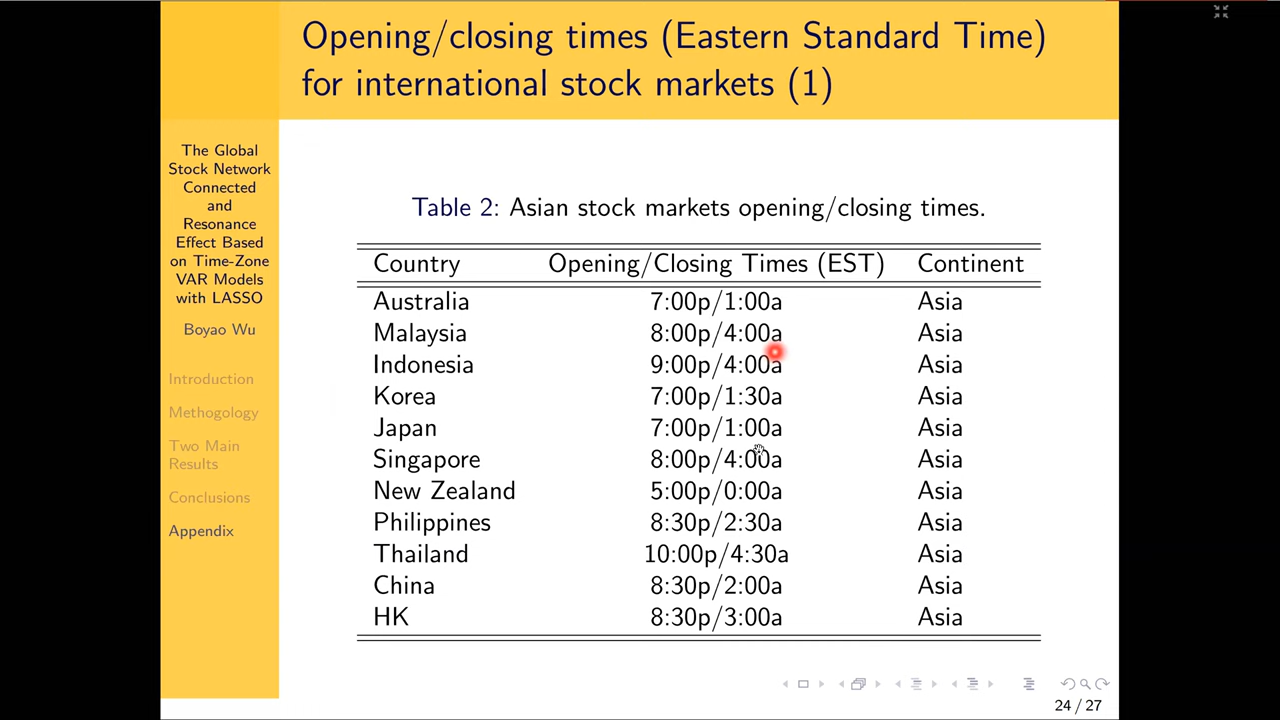 Opening/closing times (Eastern Standard Time)
for international stock markets (1)
The Global
Stock Network
Connected
and
Resonance
Effect Based
on Time-Zone
VAR Models
with LASSO
Boyao Wu
Introduction
Methogology
Two Main
Results
Conclusions
Appendix
Table 2: Asian stock markets opening/closing times.
Country Opening/Closing Times (EST) Continent
Australia 7:00p/1:00a Asia
Malaysia 8:00p/4:00a Asia
Indonesia 9:00p/4:00a Asia
Korea 7:00p/1:30a Asia
Japan 7:00p/1:00a Asia
Singapore 8:00p/4:00a Asia
New Zealand 5:00p/0:00a Asia
Philippines 8:30p/2:30a Asia
Thailand 10:00p/4:30a Asia
China 8:30p/2:00a Asia
HK 8:30p/3:00a Asia
24 / 27